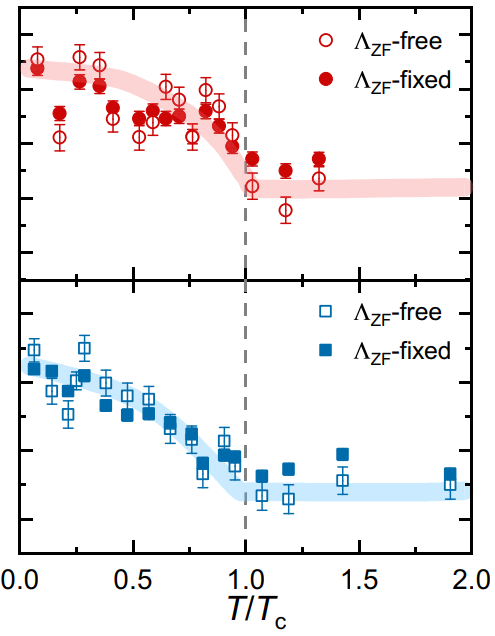 Λ_ZF-free
Λ_ZF-fixed
Λ_ZF-free
Λ_ZF-fixed
0.0 0.5 1.0 1.5 2.0
T/T_c